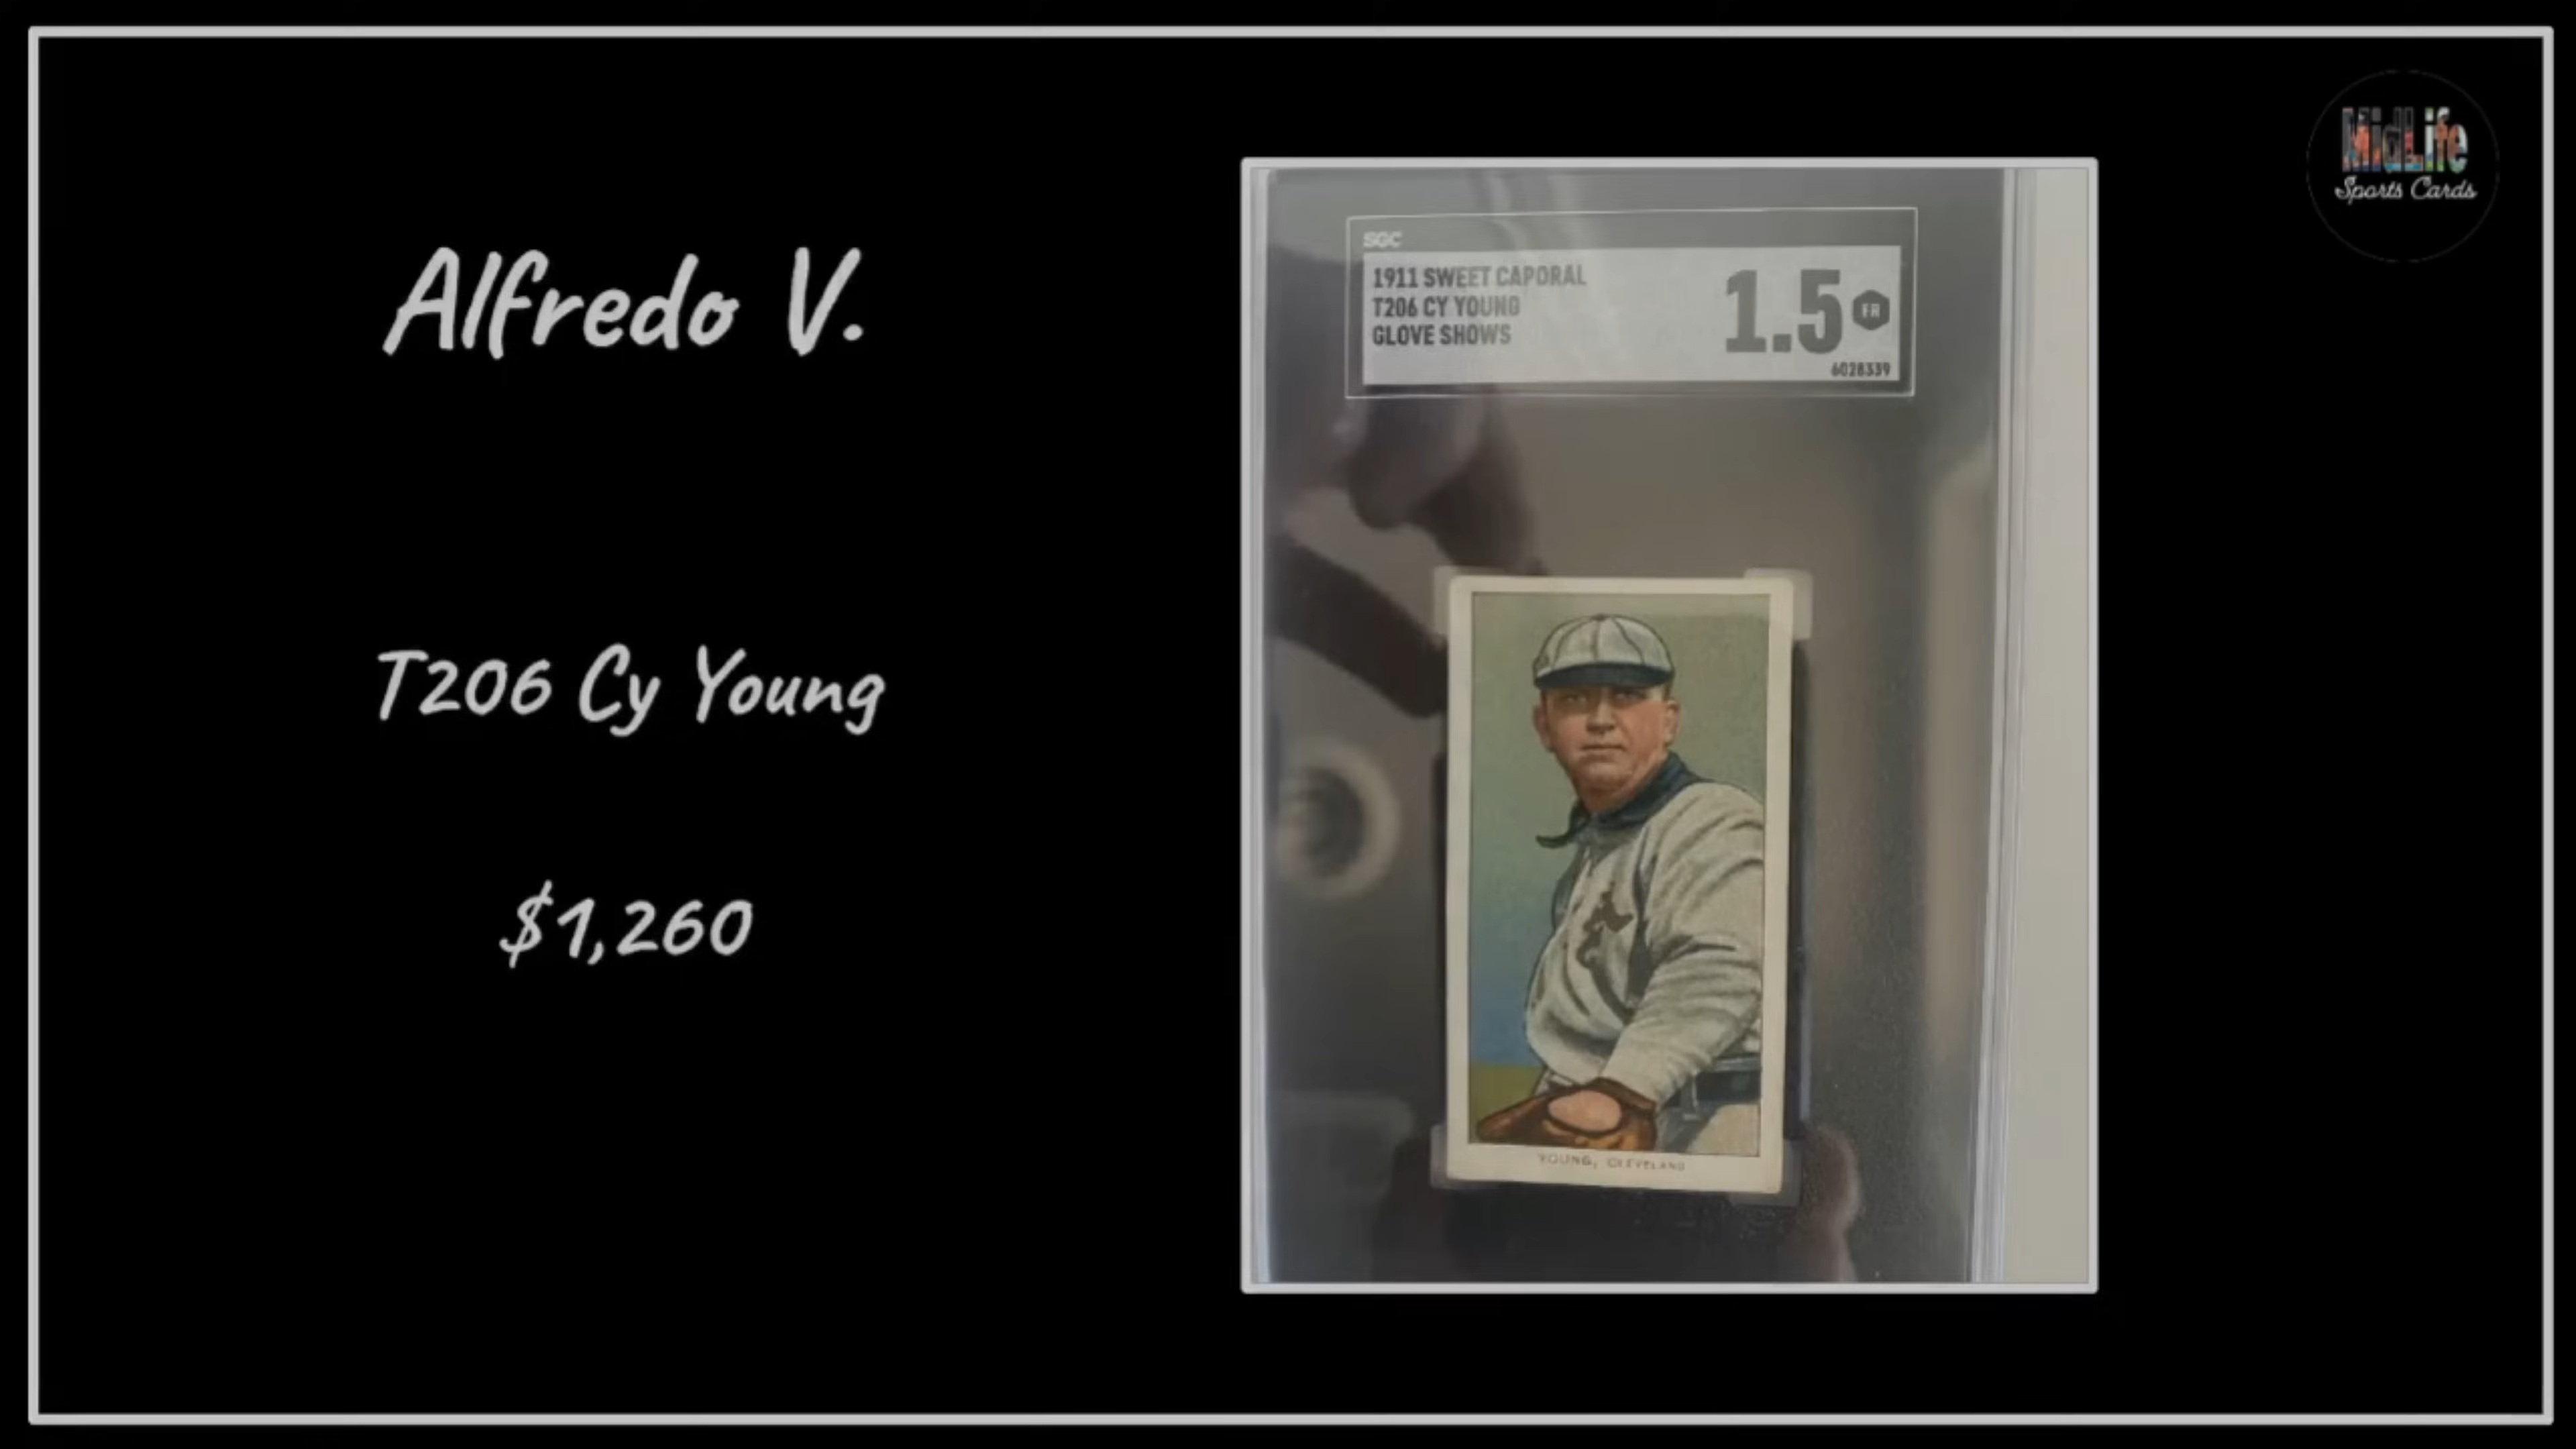 MidLife
Sports Cards
Alfredo V.
T206 Cy Young
$1,260
SGC
1911 SWEET CAPORAL
T206 CY YOUNG
GLOVE SHOWS
1.5 FR
6028339
YOUNG, CLEVELAND